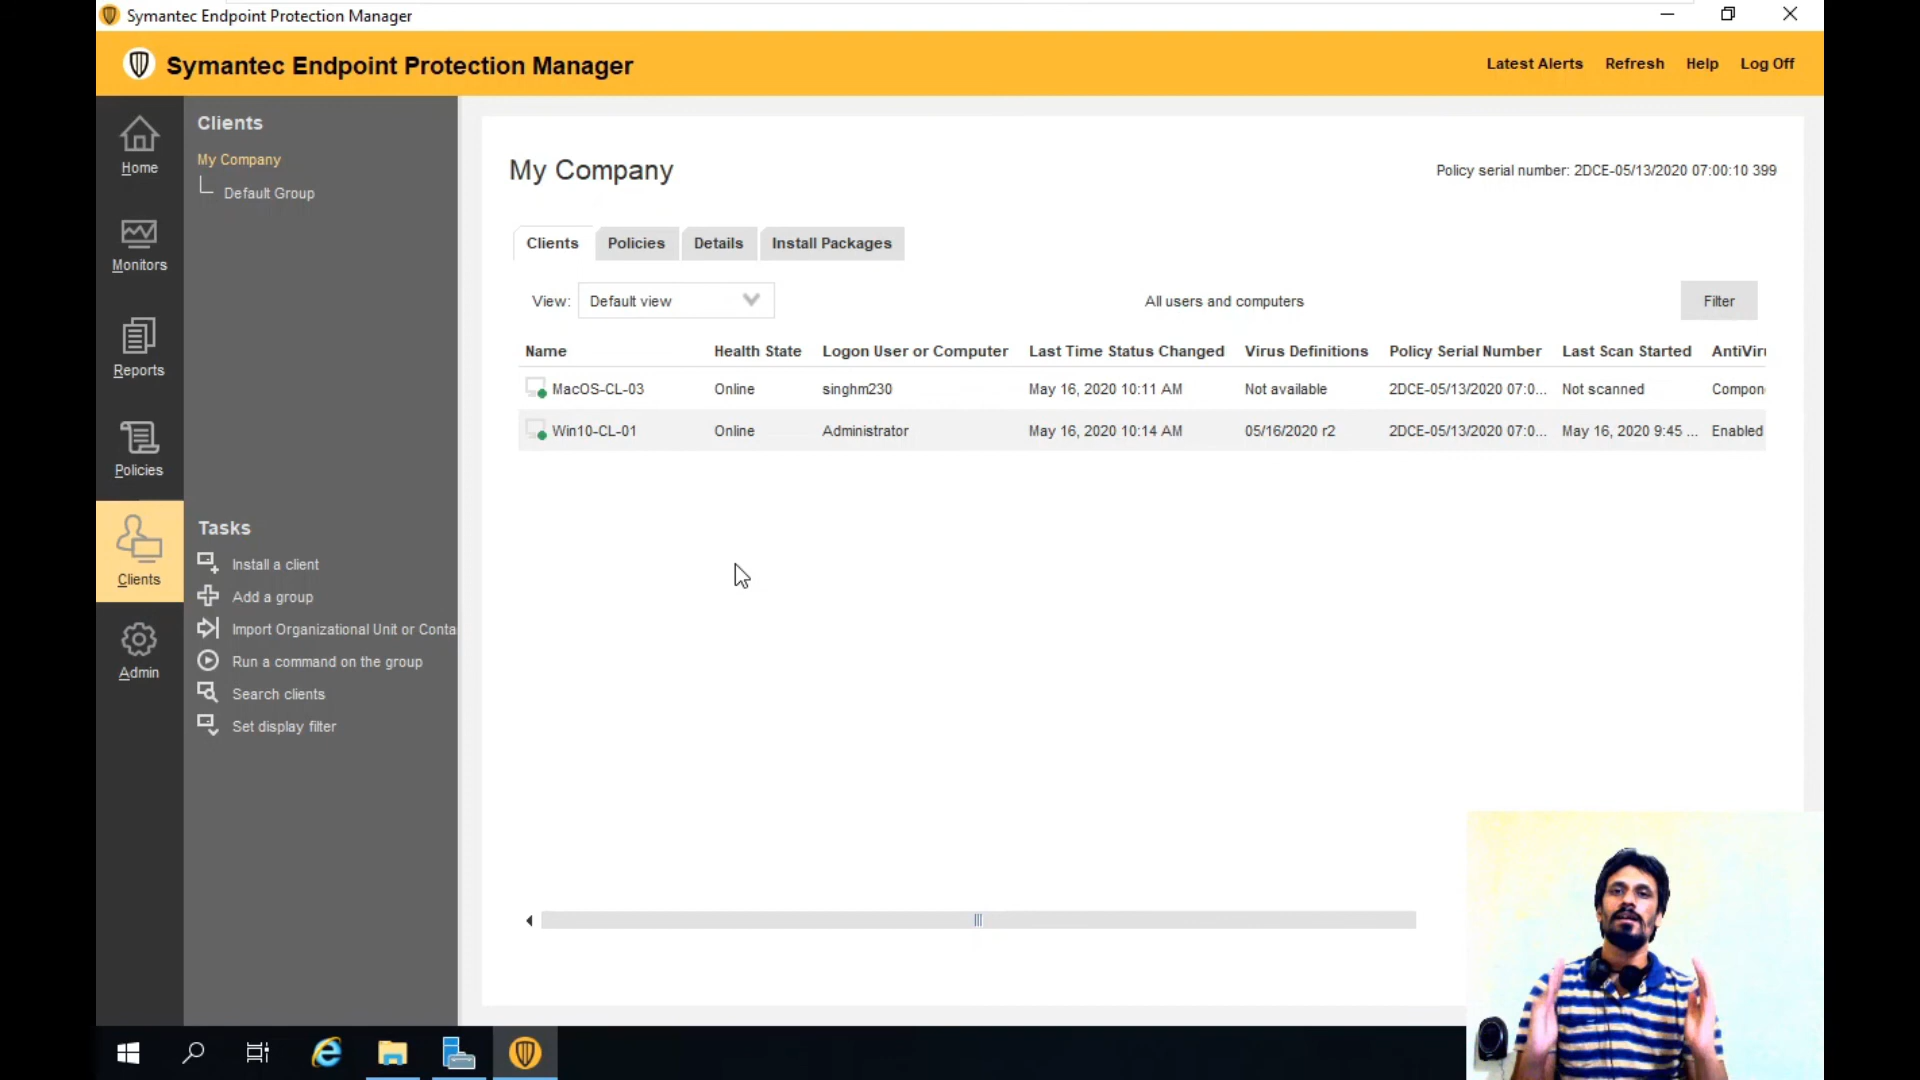 Symantec Endpoint Protection Manager
Symantec Endpoint Protection Manager
Latest Alerts Refresh Help Log Off
Home
Monitors
Reports
Policies
Clients
Admin
Clients
My Company
Default Group
Tasks
Install a client
Add a group
Import Organizational Unit or Conta
Run a command on the group
Search clients
Set display filter
My Company
Policy serial number: 2DCE-05/13/2020 07:00:10 399
Clients Policies Details Install Packages
View: Default view All users and computers Filter
Name Health State Logon User or Computer Last Time Status Changed Virus Definitions Policy Serial Number Last Scan Started AntiViru
MacOS-CL-03 Online singhm230 May 16, 2020 10:11 AM Not available 2DCE-05/13/2020 07:0... Not scanned Compon
Win10-CL-01 Online Administrator May 16, 2020 10:14 AM 05/16/2020 r2 2DCE-05/13/2020 07:0... May 16, 2020 9:45 ... Enabled